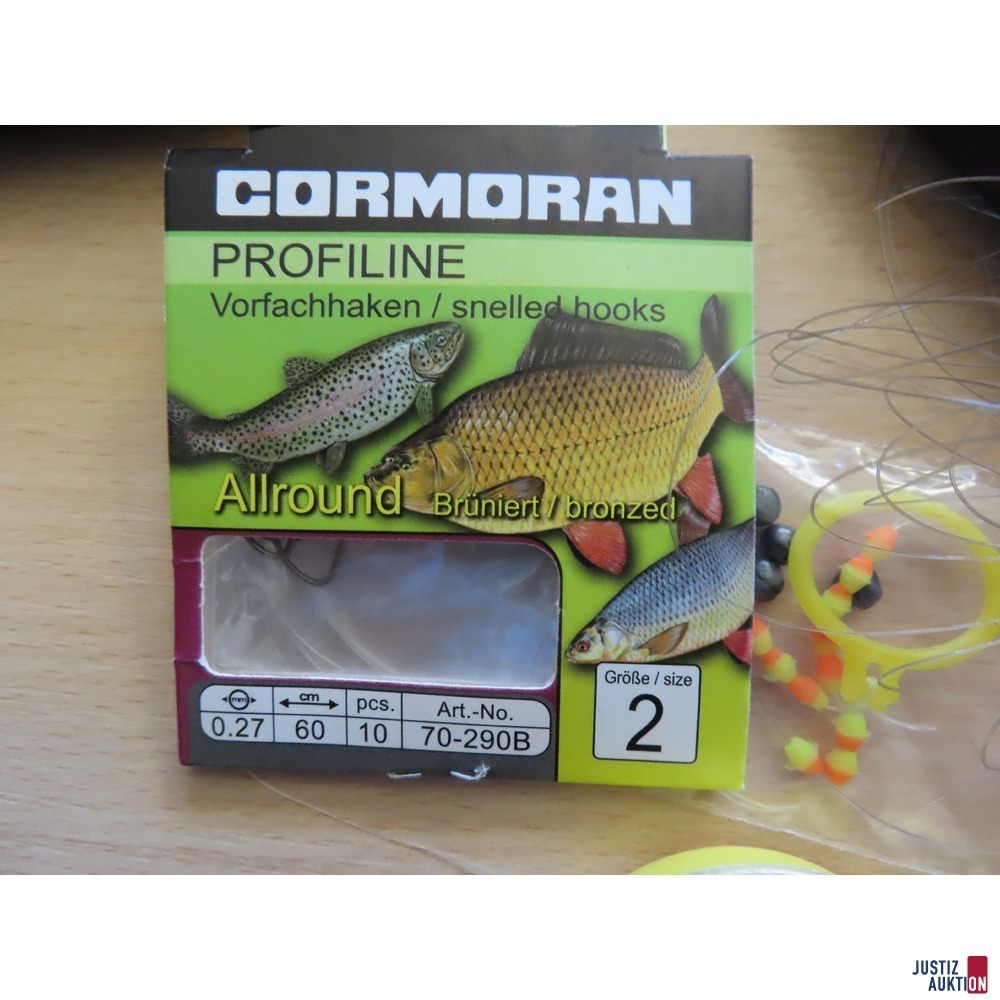 CORMORAN
PROFILINE
Vorfachhaken / snelled hooks
Allround Brüniert / bronzed
mm cm pcs. Art.-No.
0.27 60 10 70-290B
Größe / size
2
JUSTIZ
AUKTION